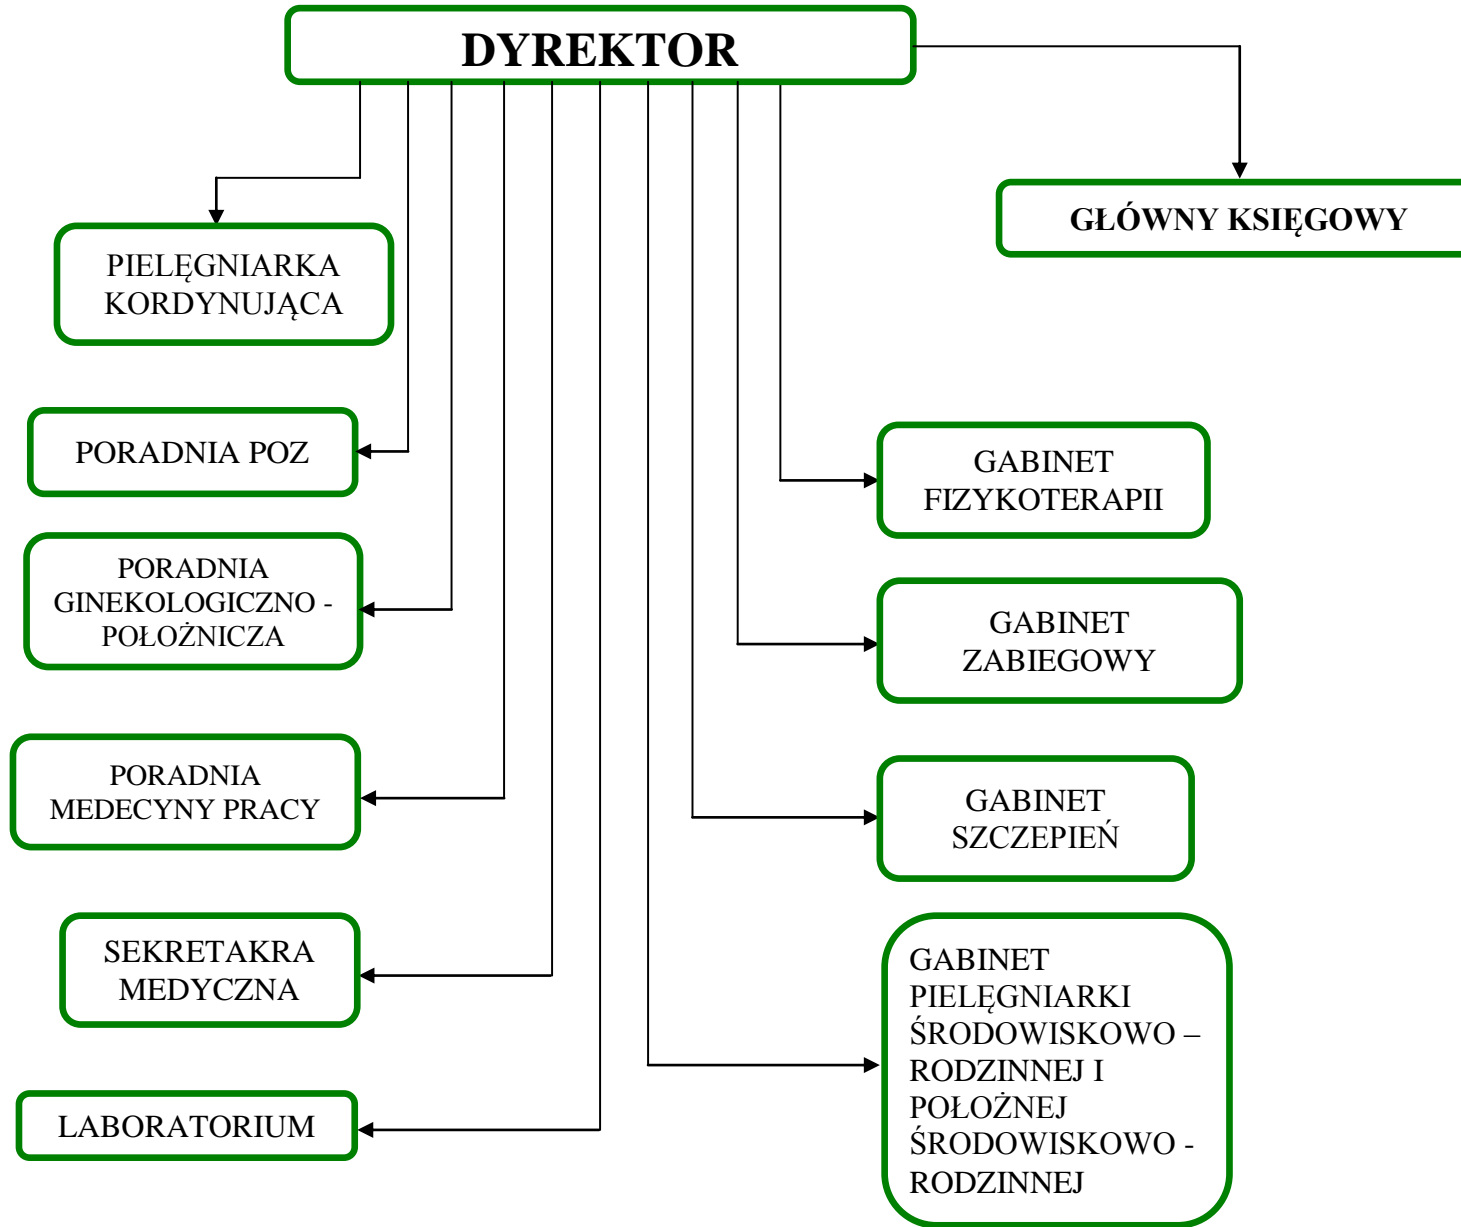 DYREKTOR
GŁÓWNY KSIĘGOWY
PIELĘGNIARKA
KORDYNUJĄCA
PORADNIA POZ
PORADNIA
GINEKOLOGICZNO -
POŁOŻNICZA
PORADNIA
MEDECYNY PRACY
SEKRETAKRA
MEDYCZNA
LABORATORIUM
GABINET
FIZYKOTERAPII
GABINET
ZABIEGOWY
GABINET
SZCZEPIEŃ
GABINET
PIELĘGNIARKI
ŚRODOWISKOWO –
RODZINNEJ I
POŁOŻNEJ
ŚRODOWISKOWO -
RODZINNEJ